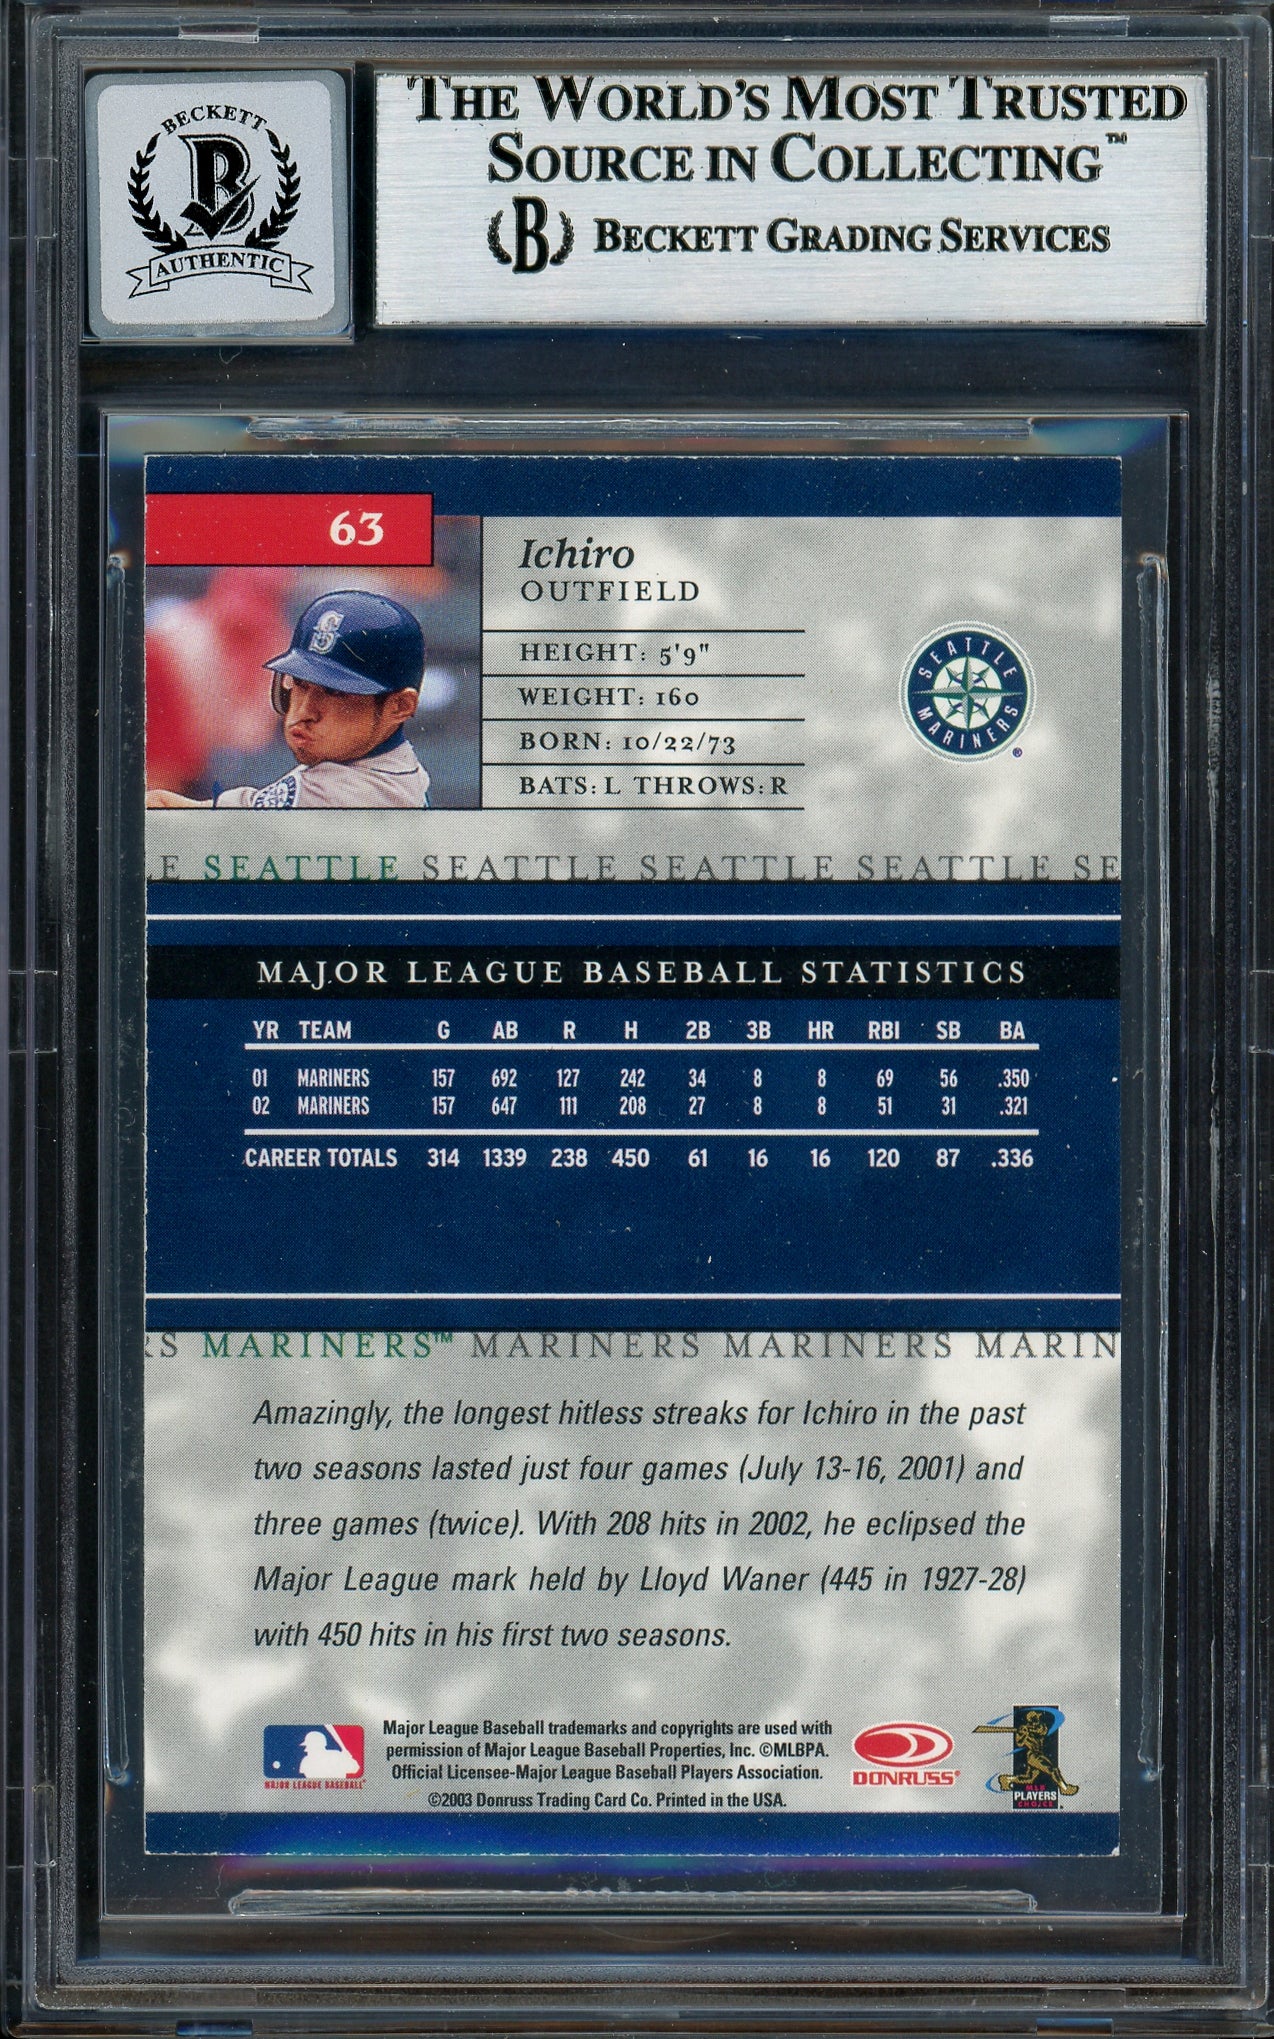 BECKETT
B
AUTHENTIC
THE WORLD'S MOST TRUSTED
SOURCE IN COLLECTING™
B BECKETT GRADING SERVICES
63
Ichiro
OUTFIELD
HEIGHT: 5'9"
WEIGHT: 160
BORN: 10/22/73
BATS: L THROWS: R
S
SEATTLE
MARINERS
®
E SEATTLE SEATTLE SEATTLE SEATTLE SE
MAJOR LEAGUE BASEBALL STATISTICS
YR TEAM G AB R H 2B 3B HR RBI SB BA
01 MARINERS 157 692 127 242 34 8 8 69 56 .350
02 MARINERS 157 647 111 208 27 8 8 51 31 .321
CAREER TOTALS 314 1339 238 450 61 16 16 120 87 .336
RS MARINERS™ MARINERS MARINERS MARIN
Amazingly, the longest hitless streaks for Ichiro in the past
two seasons lasted just four games (July 13-16, 2001) and
three games (twice). With 208 hits in 2002, he eclipsed the
Major League mark held by Lloyd Waner (445 in 1927-28)
with 450 hits in his first two seasons.
MAJOR LEAGUE BASEBALL®
Major League Baseball trademarks and copyrights are used with
permission of Major League Baseball Properties, Inc. ©MLBPA.
Official Licensee-Major League Baseball Players Association.
©2003 Donruss Trading Card Co. Printed in the USA.
DONRUSS®
MLB
PLAYERS
CHOICE